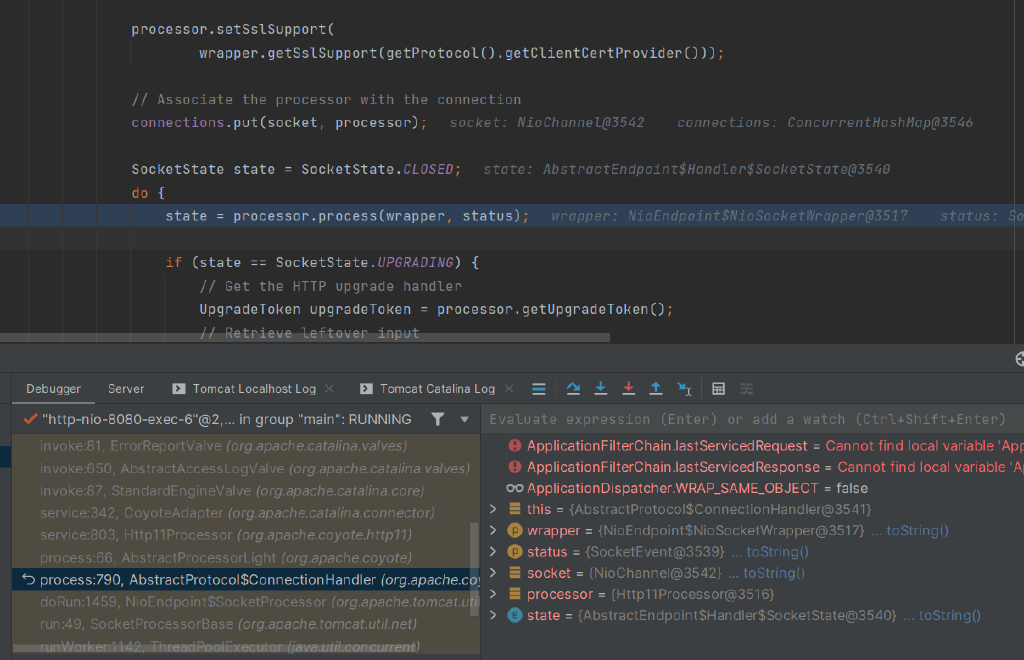 processor.setSslSupport(
wrapper.getSslSupport(getProtocol().getClientCertProvider()));
// Associate the processor with the connection
connections.put(socket, processor); socket: NioChannel@3542 connections: ConcurrentHashMap@3546
SocketState state = SocketState.CLOSED; state: AbstractEndpoint$Handler$SocketState@3540
do {
state = processor.process(wrapper, status); wrapper: NioEndpoint$NioSocketWrapper@3517 status: So
if (state == SocketState.UPGRADING) {
// Get the HTTP upgrade handler
UpgradeToken upgradeToken = processor.getUpgradeToken();
// Retrieve leftover input
Debugger Server Tomcat Localhost Log Tomcat Catalina Log
"http-nio-8080-exec-6"@2,... in group "main": RUNNING
Evaluate expression (Enter) or add a watch (Ctrl+Shift+Enter)
invoke:81, ErrorReportValve (org.apache.catalina.valves)
invoke:650, AbstractAccessLogValve (org.apache.catalina.valves)
invoke:87, StandardEngineValve (org.apache.catalina.core)
service:342, CoyoteAdapter (org.apache.catalina.connector)
service:803, Http11Processor (org.apache.coyote.http11)
process:66, AbstractProcessorLight (org.apache.coyote)
process:790, AbstractProtocol$ConnectionHandler (org.apache.coy
doRun:1459, NioEndpoint$SocketProcessor (org.apache.tomcat.util
run:49, SocketProcessorBase (org.apache.tomcat.util.net)
runWorker:1142, ThreadPoolExecutor (java.util.concurrent)
ApplicationFilterChain.lastServicedRequest = Cannot find local variable 'App
ApplicationFilterChain.lastServicedResponse = Cannot find local variable 'Ap
ApplicationDispatcher.WRAP_SAME_OBJECT = false
this = {AbstractProtocol$ConnectionHandler@3541}
wrapper = {NioEndpoint$NioSocketWrapper@3517} ... toString()
status = {SocketEvent@3539} ... toString()
socket = {NioChannel@3542} ... toString()
processor = {Http11Processor@3516}
state = {AbstractEndpoint$Handler$SocketState@3540} ... toString()